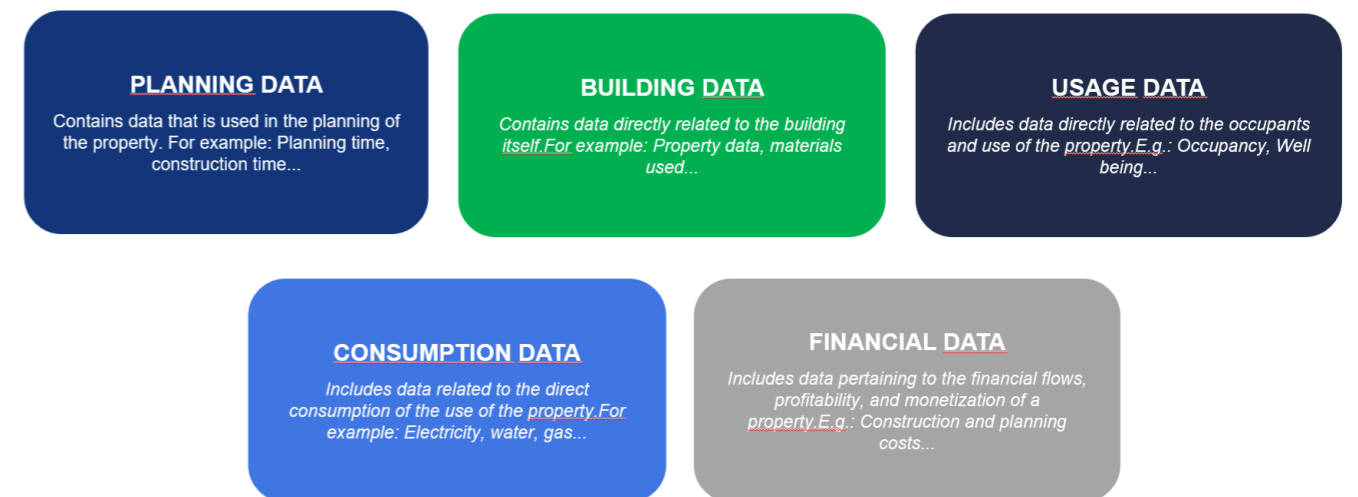 PLANNING DATA
Contains data that is used in the planning of
the property. For example: Planning time,
construction time...
BUILDING DATA
Contains data directly related to the building
itself.For example: Property data, materials
used...
USAGE DATA
Includes data directly related to the occupants
and use of the property.E.g.: Occupancy, Well
being...
CONSUMPTION DATA
Includes data related to the direct
consumption of the use of the property.For
example: Electricity, water, gas...
FINANCIAL DATA
Includes data pertaining to the financial flows,
profitability, and monetization of a
property.E.g.: Construction and planning
costs...